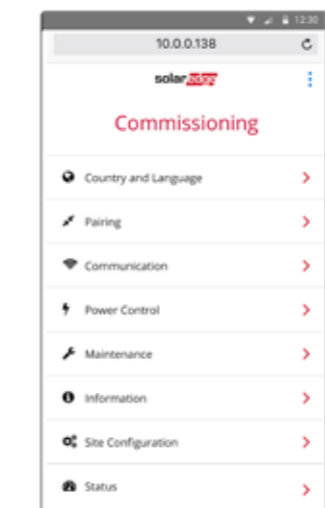 12:30
10.0.0.138
solaredge
Commissioning
Country and Language
Pairing
Communication
Power Control
Maintenance
Information
Site Configuration
Status